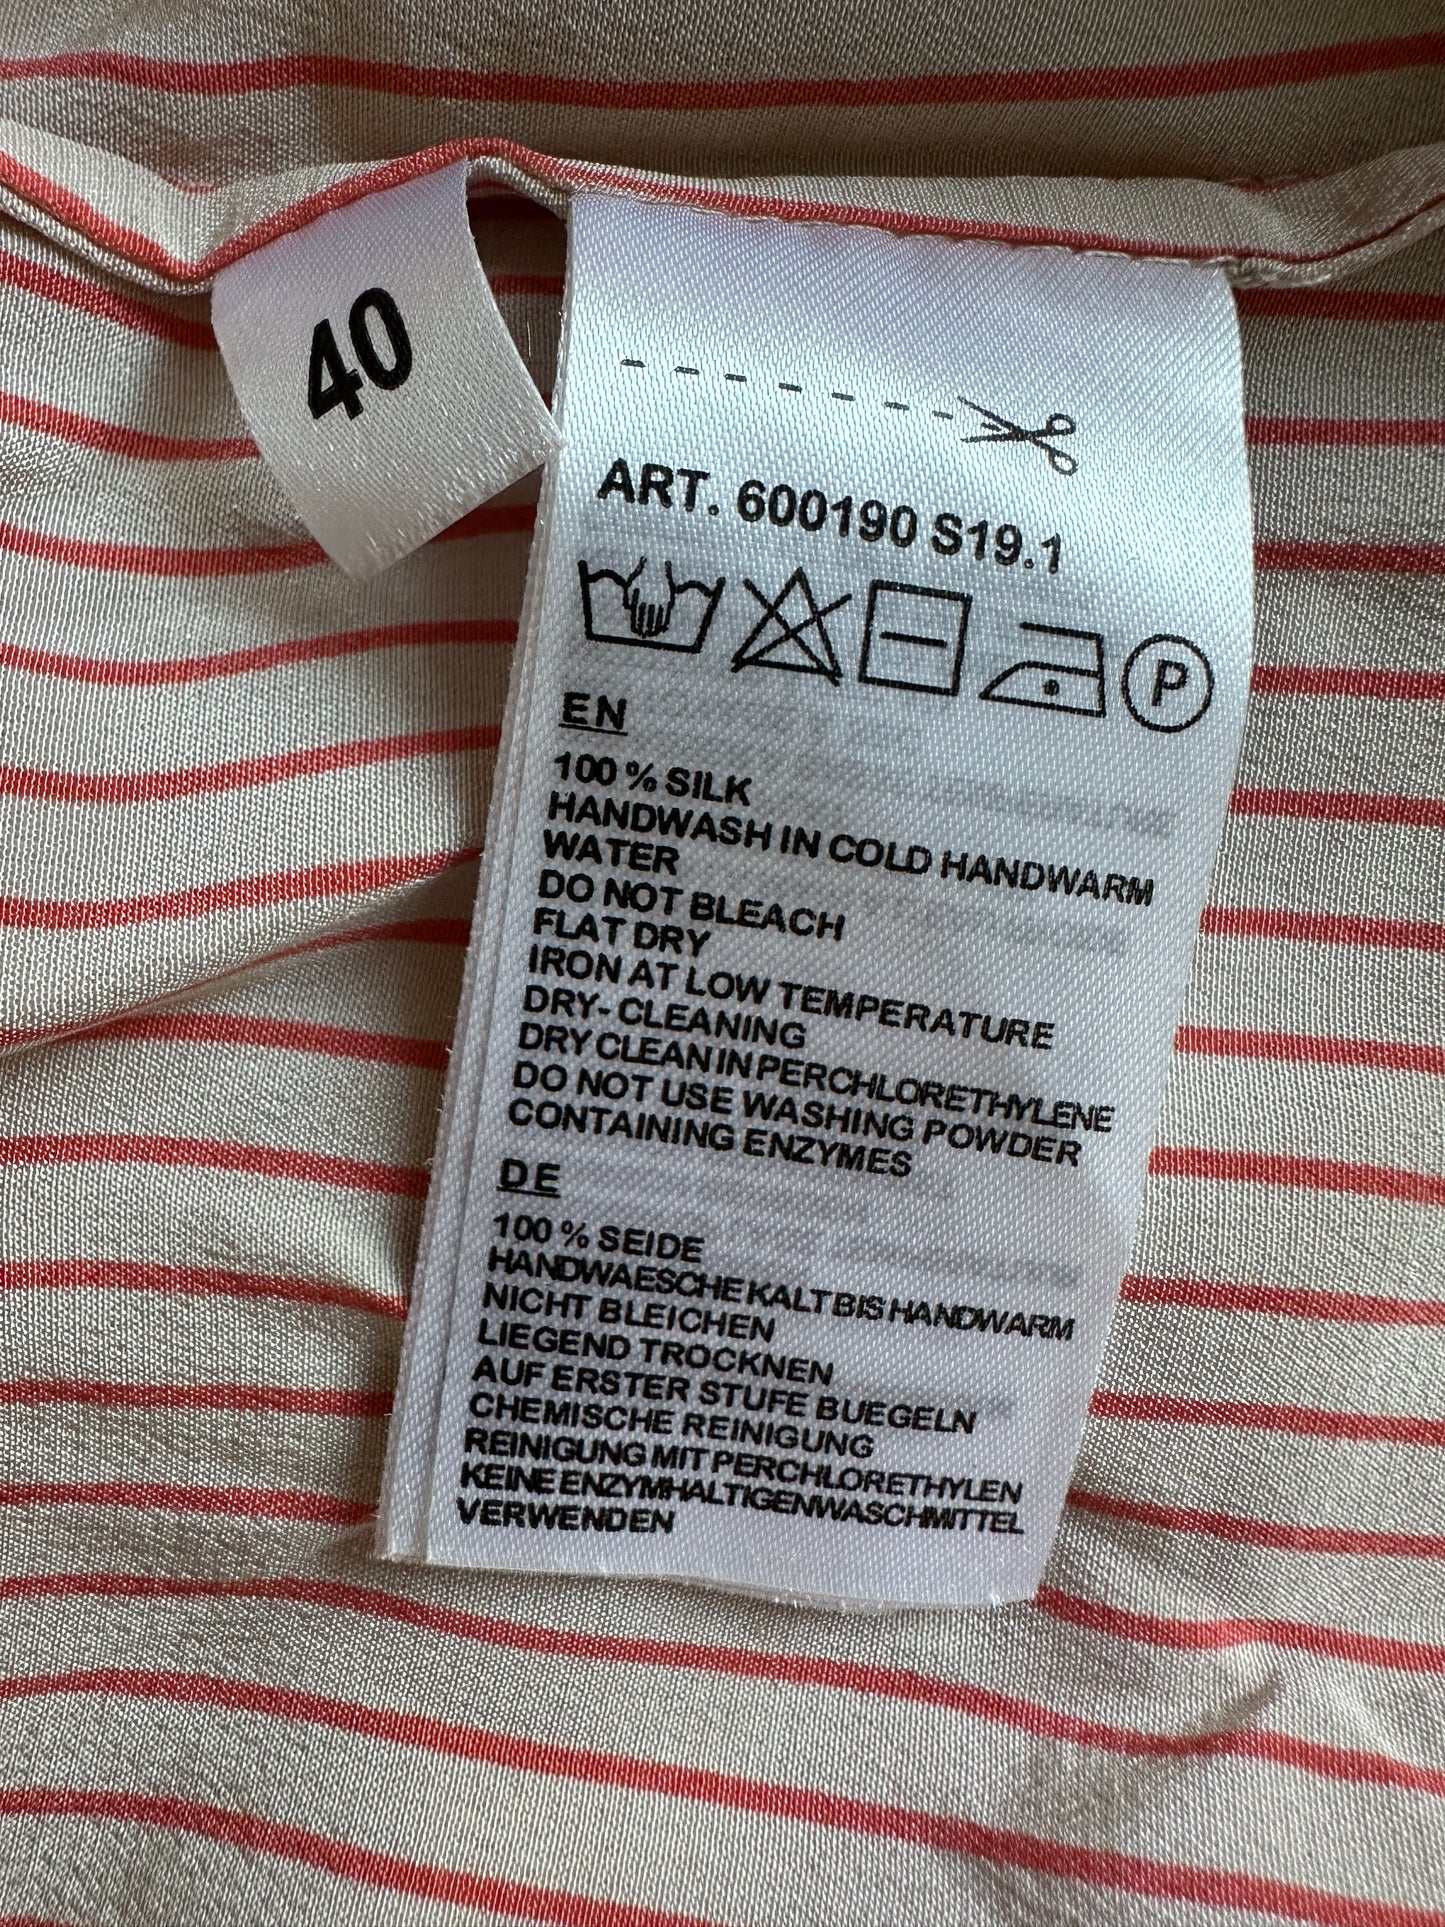 40
ART. 600190 S19.1
P
EN
100 % SILK
HANDWASH IN COLD HANDWARM
WATER
DO NOT BLEACH
FLAT DRY
IRON AT LOW TEMPERATURE
DRY-CLEANING
DRY CLEAN IN PERCHLORETHYLENE
DO NOT USE WASHING POWDER
CONTAINING ENZYMES
DE
100 % SEIDE
HANDWAESCHE KALT BIS HANDWARM
NICHT BLEICHEN
LIEGEND TROCKNEN
AUF ERSTER STUFE BUEGELN
CHEMISCHE REINIGUNG
REINIGUNG MIT PERCHLORETHYLEN
KEINE ENZYMHALTIGEN WASCHMITTEL
VERWENDEN